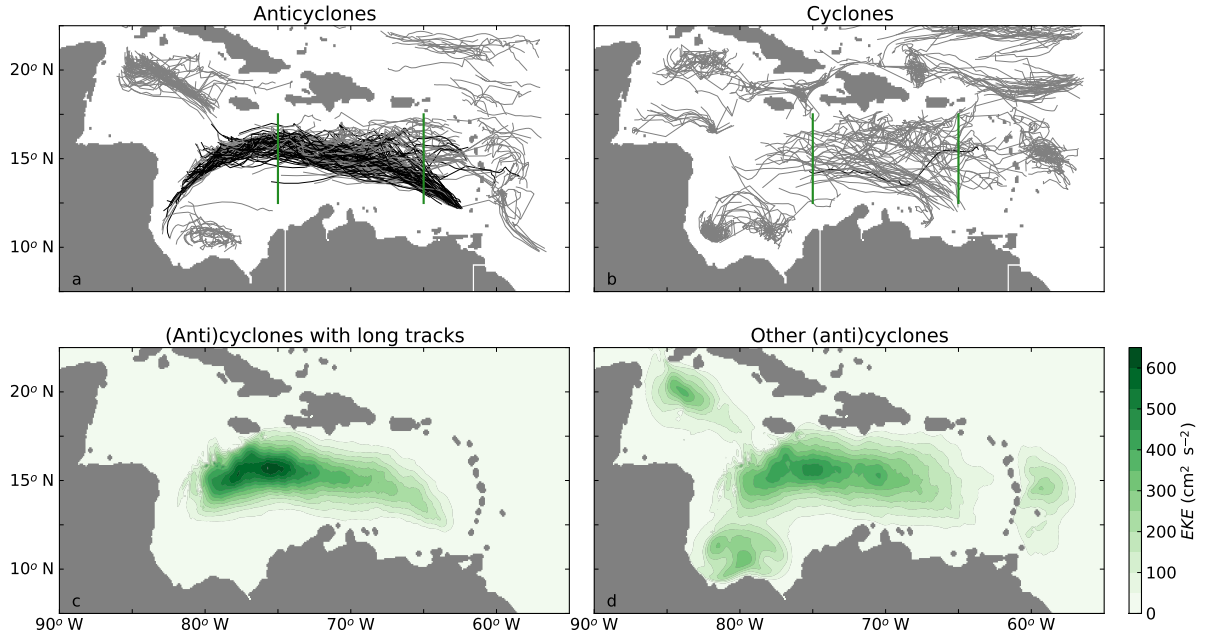 Anticyclones
Cyclones
20° N
15° N
10° N
a
b
(Anti)cyclones with long tracks
Other (anti)cyclones
20° N
15° N
10° N
c
d
90° W
80° W
70° W
60° W
90° W
80° W
70° W
60° W
600
500
400
300
200
100
0
EKE (cm² s⁻²)